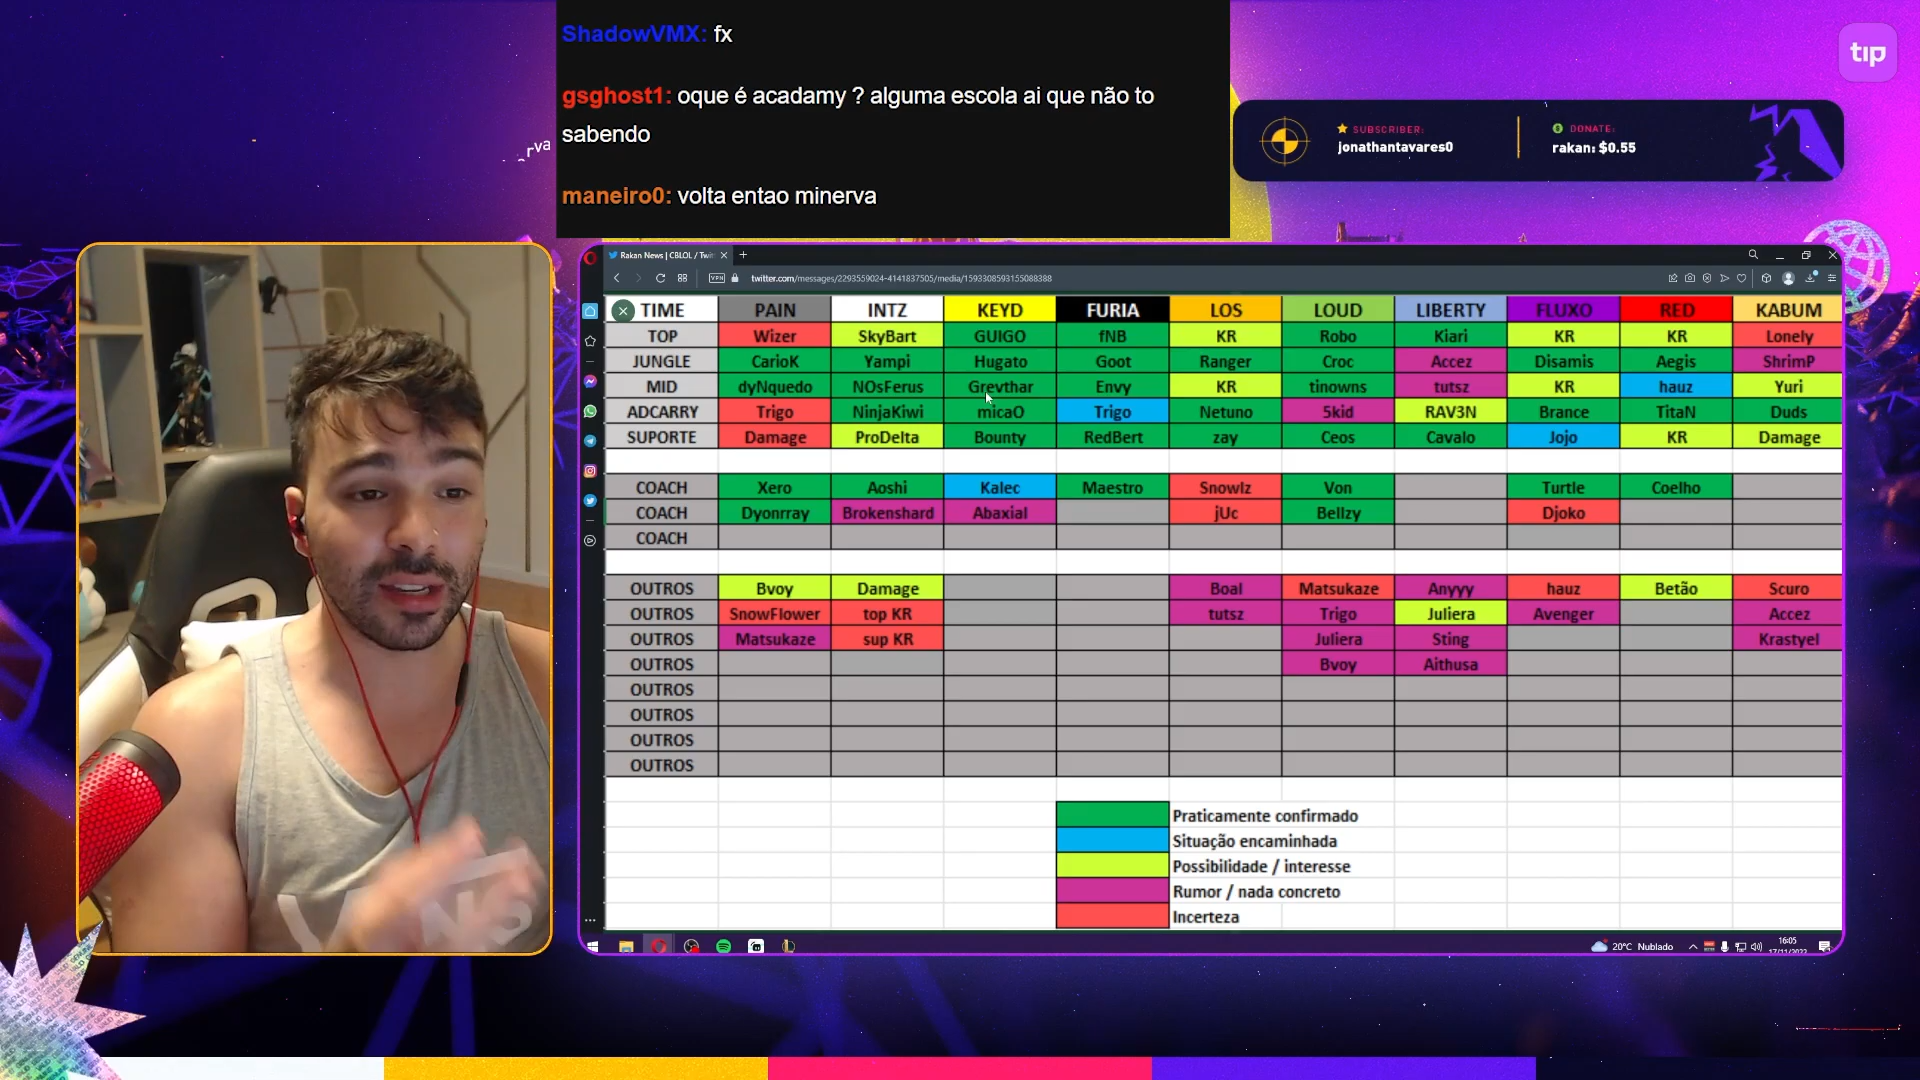 ShadowVMX: fx
gsghost1: oque é acadamy ? alguma escola ai que não to
sabendo
maneiro0: volta entao minerva
tip
SUBSCRIBER:
jonathantavares0
DONATE:
rakan: $0.55
rva
Rakan News | CBLOL / Twit
VPN
twitter.com/messages/2293559024-4141837505/media/1593308593155088388
TIME PAIN INTZ KEYD FURIA LOS LOUD LIBERTY FLUXO RED KABUM
TOP Wizer SkyBart GUIGO fNB KR Robo Kiari KR KR Lonely
JUNGLE CarioK Yampi Hugato Goot Ranger Croc Accez Disamis Aegis ShrimP
MID dyNquedo NOsFerus Grevthar Envy KR tinowns tutsz KR hauz Yuri
ADCARRY Trigo NinjaKiwi micaO Trigo Netuno 5kid RAV3N Brance TitaN Duds
SUPORTE Damage ProDelta Bounty RedBert zay Ceos Cavalo Jojo KR Damage
COACH Xero Aoshi Kalec Maestro Snowlz Von Turtle Coelho
COACH Dyonrray Brokenshard Abaxial jUc Bellzy Djoko
COACH
OUTROS Bvoy Damage Boal Matsukaze Anyyy hauz Betão Scuro
OUTROS SnowFlower top KR tutsz Trigo Juliera Avenger Accez
OUTROS Matsukaze sup KR Juliera Sting Krastyel
OUTROS Bvoy Aithusa
OUTROS
OUTROS
OUTROS
OUTROS
Praticamente confirmado
Situação encaminhada
Possibilidade / interesse
Rumor / nada concreto
Incerteza
20°C Nublado
16:05
17/11/2022